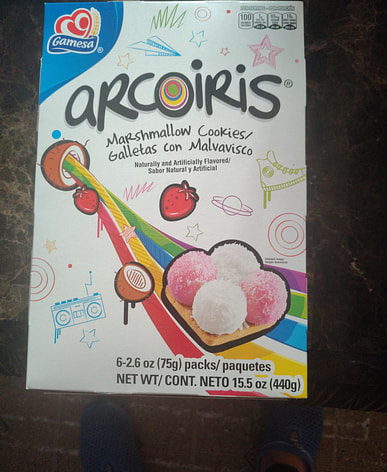 Gamesa®
100
ARCOIRIS®
Marshmallow Cookies/
Galletas con Malvavisco
Naturally and Artificially Flavored/
Sabor Natural y Artificial
6-2.6 oz (75g) packs/ paquetes
NET WT/ CONT. NETO 15.5 oz (440g)